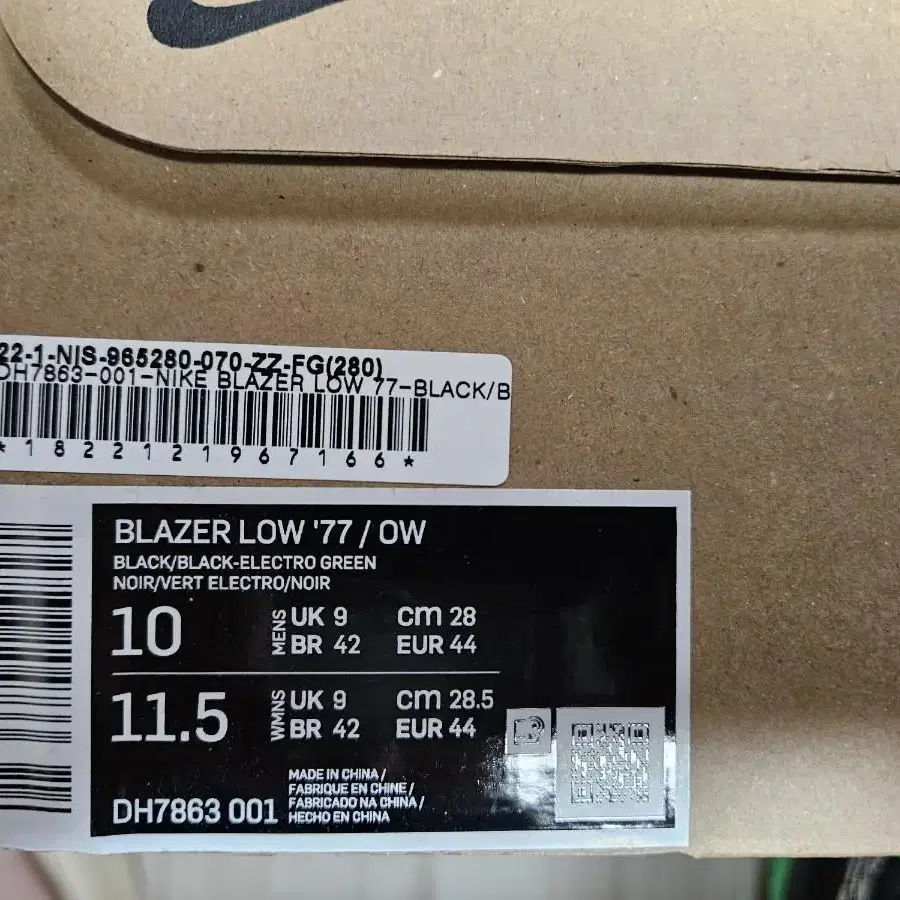 22-1-NIS-965280-070-ZZ-FG(280)
DH7863-001-NIKE BLAZER LOW 77-BLACK/B
*1822121967166*
BLAZER LOW '77 / OW
BLACK/BLACK-ELECTRO GREEN
NOIR/VERT ELECTRO/NOIR
10 MENS UK 9 cm 28
BR 42 EUR 44
11.5 WMNS UK 9 cm 28.5
BR 42 EUR 44
MADE IN CHINA /
FABRIQUE EN CHINE /
DH7863 001 FABRICADO NA CHINA /
HECHO EN CHINA